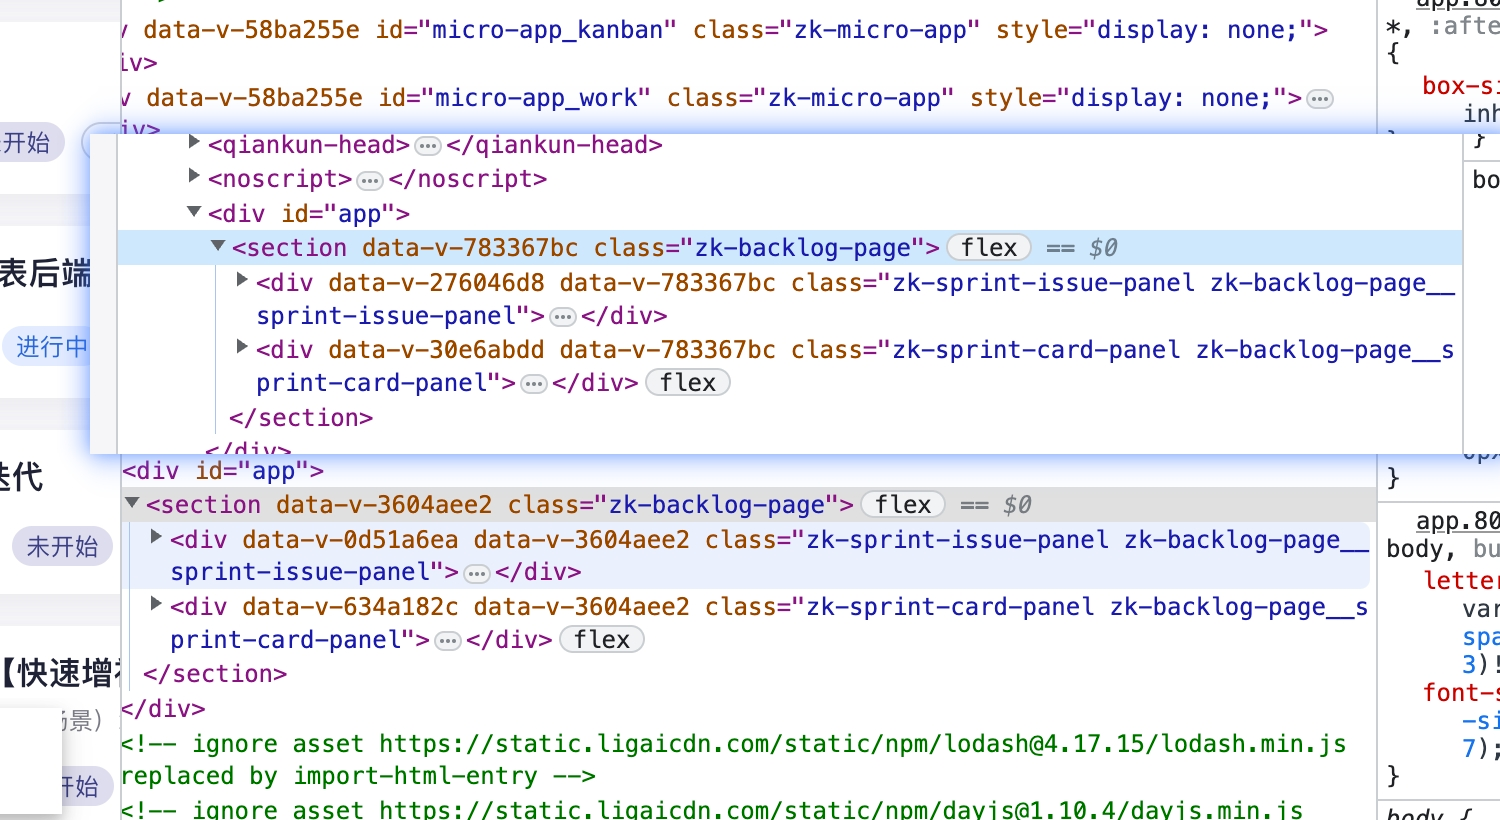 data-v-58ba255e id="micro-app_kanban" class="zk-micro-app" style="display: none;">
iv>
data-v-58ba255e id="micro-app_work" class="zk-micro-app" style="display: none;">
iv>
*, :afte
{
box-si
inh
}
开始
<qiankun-head></qiankun-head>
<noscript></noscript>
<div id="app">
<section data-v-783367bc class="zk-backlog-page"> flex == $0
<div data-v-276046d8 data-v-783367bc class="zk-sprint-issue-panel zk-backlog-page__
sprint-issue-panel"></div>
<div data-v-30e6abdd data-v-783367bc class="zk-sprint-card-panel zk-backlog-page__s
print-card-panel"></div> flex
</section>
</div>
bo
表后端
进行中
迭代
未开始
【快速增
场景）
开始
<div id="app">
<section data-v-3604aee2 class="zk-backlog-page"> flex == $0
<div data-v-0d51a6ea data-v-3604aee2 class="zk-sprint-issue-panel zk-backlog-page__
sprint-issue-panel"></div>
<div data-v-634a182c data-v-3604aee2 class="zk-sprint-card-panel zk-backlog-page__s
print-card-panel"></div> flex
</section>
</div>
<!-- ignore asset https://static.ligaicdn.com/static/npm/lodash@4.17.15/lodash.min.js
replaced by import-html-entry -->
<!-- ignore asset https://static.ligaicdn.com/static/npm/dayjs@1.10.4/dayjs.min.js
}
app.80
body, bu
letter
var
spa
3)!
font-s
-si
7);
}
body {